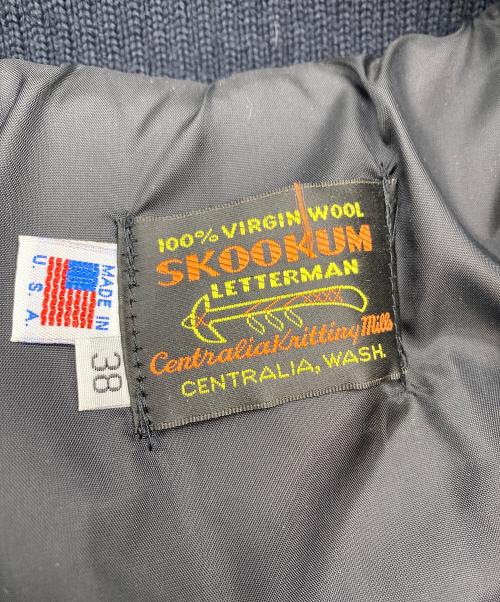 100% VIRGIN WOOL
SKOOKUM
LETTERMAN
Centralia Knitting Mills
CENTRALIA, WASH.
MADE IN
U.S.A.
38